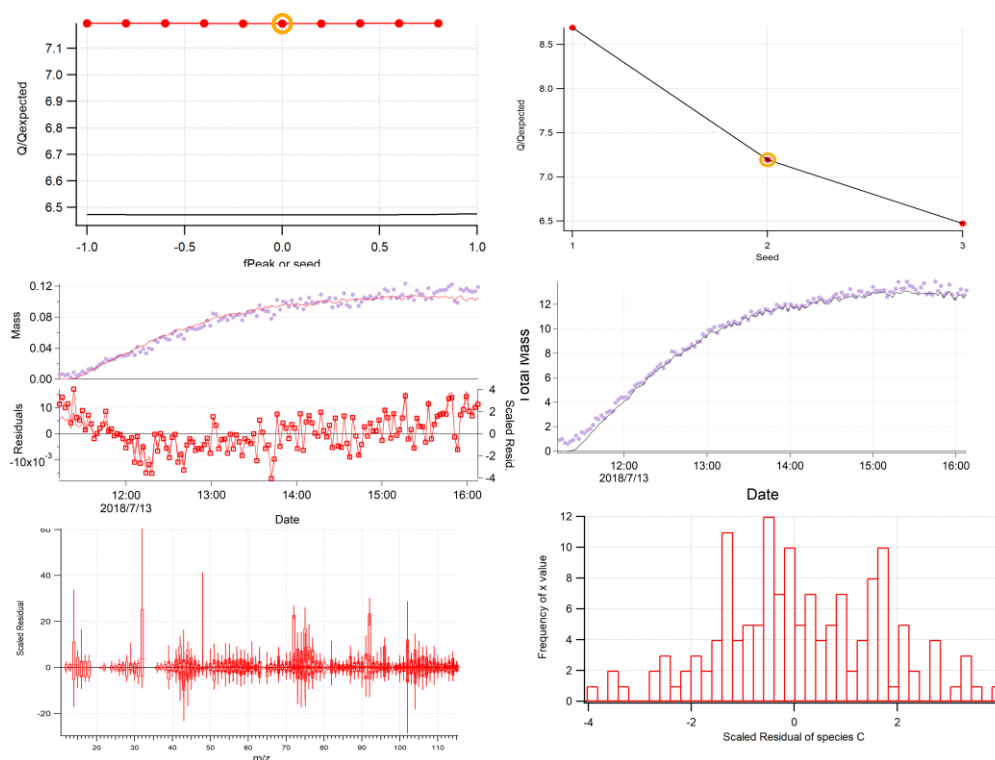 7.1
7.0
6.9
6.8
6.7
6.6
6.5
Q/Qexpected
-1.0 -0.5 0.0 0.5 1.0
fPeak or seed
8.5
8.0
7.5
7.0
6.5
Q/Qexpected
1 2 3
Seed
0.12
0.08
0.04
0.00
Mass
10
0
-10x10-3
Residuals
4
2
0
-2
-4
Scaled Resid.
12:00 13:00 14:00 15:00 16:00
2018/7/13
Date
12
10
8
6
4
2
0
Total Mass
12:00 13:00 14:00 15:00 16:00
2018/7/13
Date
60
40
20
0
-20
Scaled Residual
20 30 40 50 60 70 80 90 100 110
m/z
12
10
8
6
4
2
0
Frequency of x value
-4 -2 0 2
Scaled Residual of species C